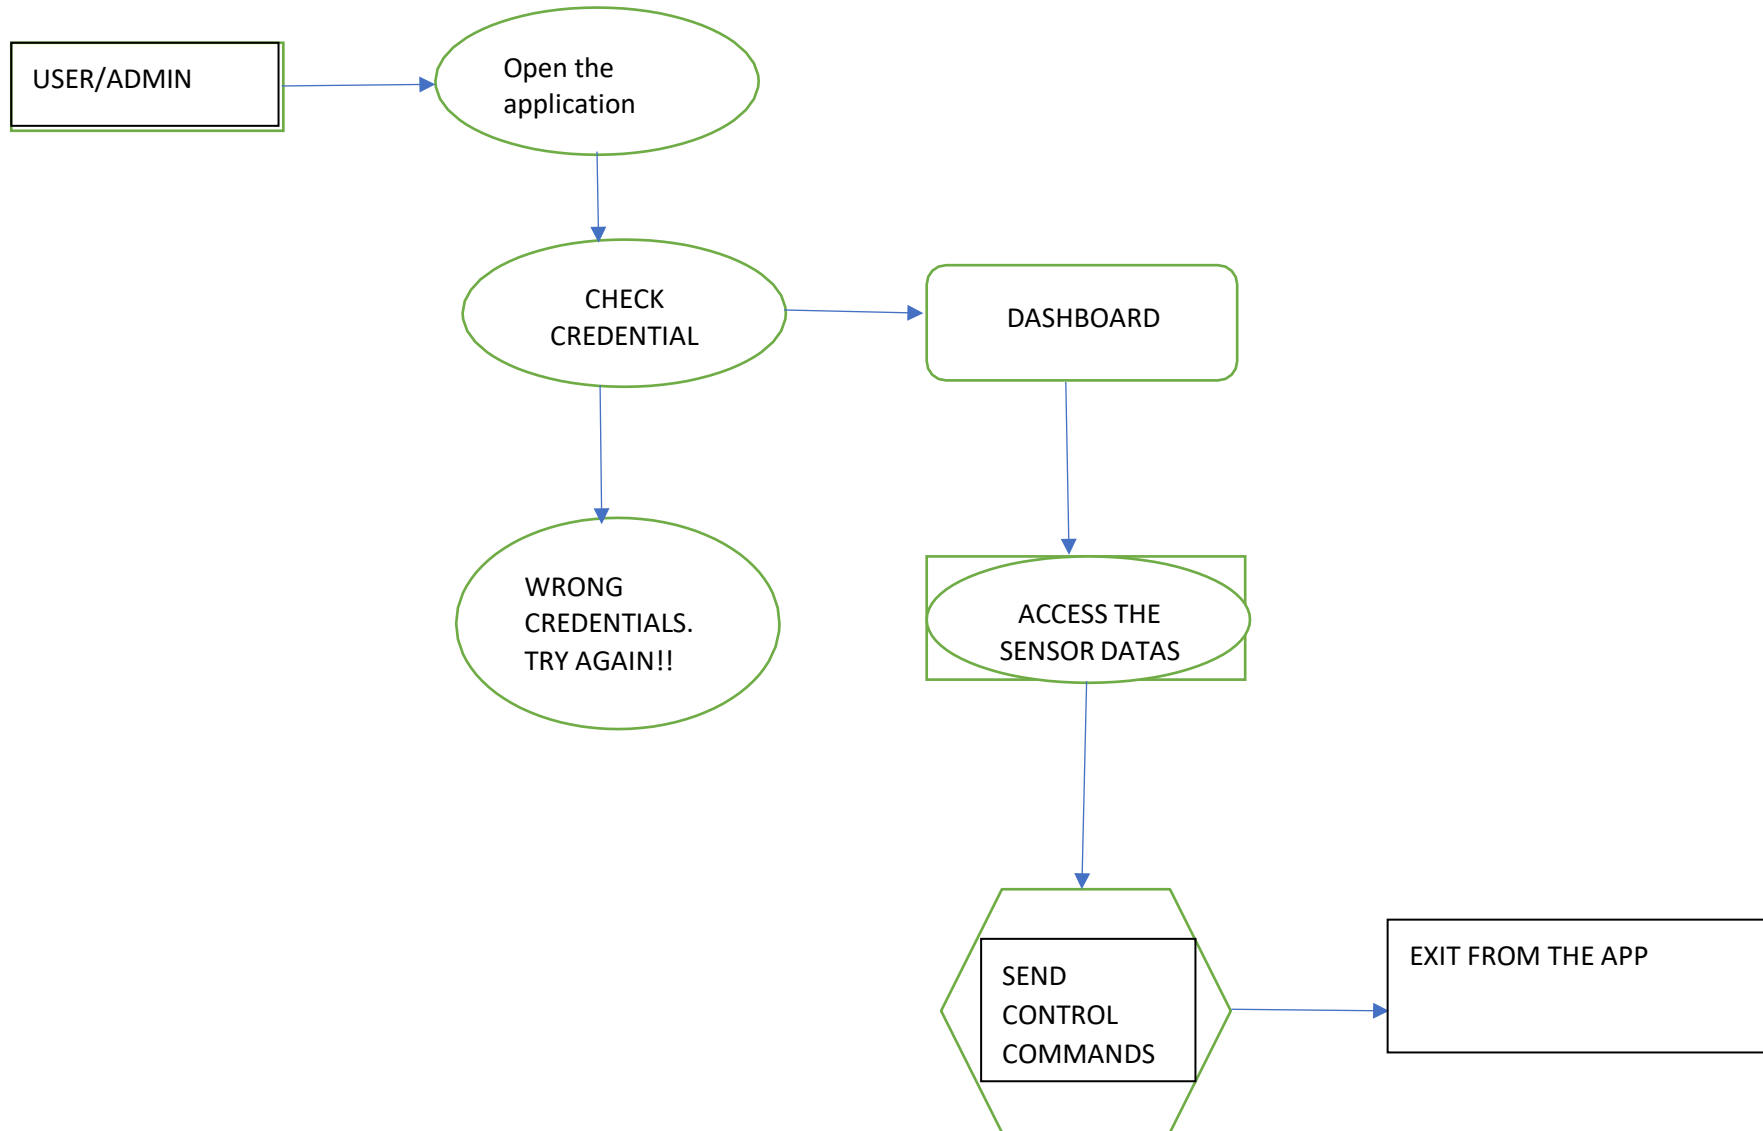 USER/ADMIN
Open the
application
CHECK
CREDENTIAL
DASHBOARD
WRONG
CREDENTIALS.
TRY AGAIN!!
ACCESS THE
SENSOR DATAS
SEND
CONTROL
COMMANDS
EXIT FROM THE APP